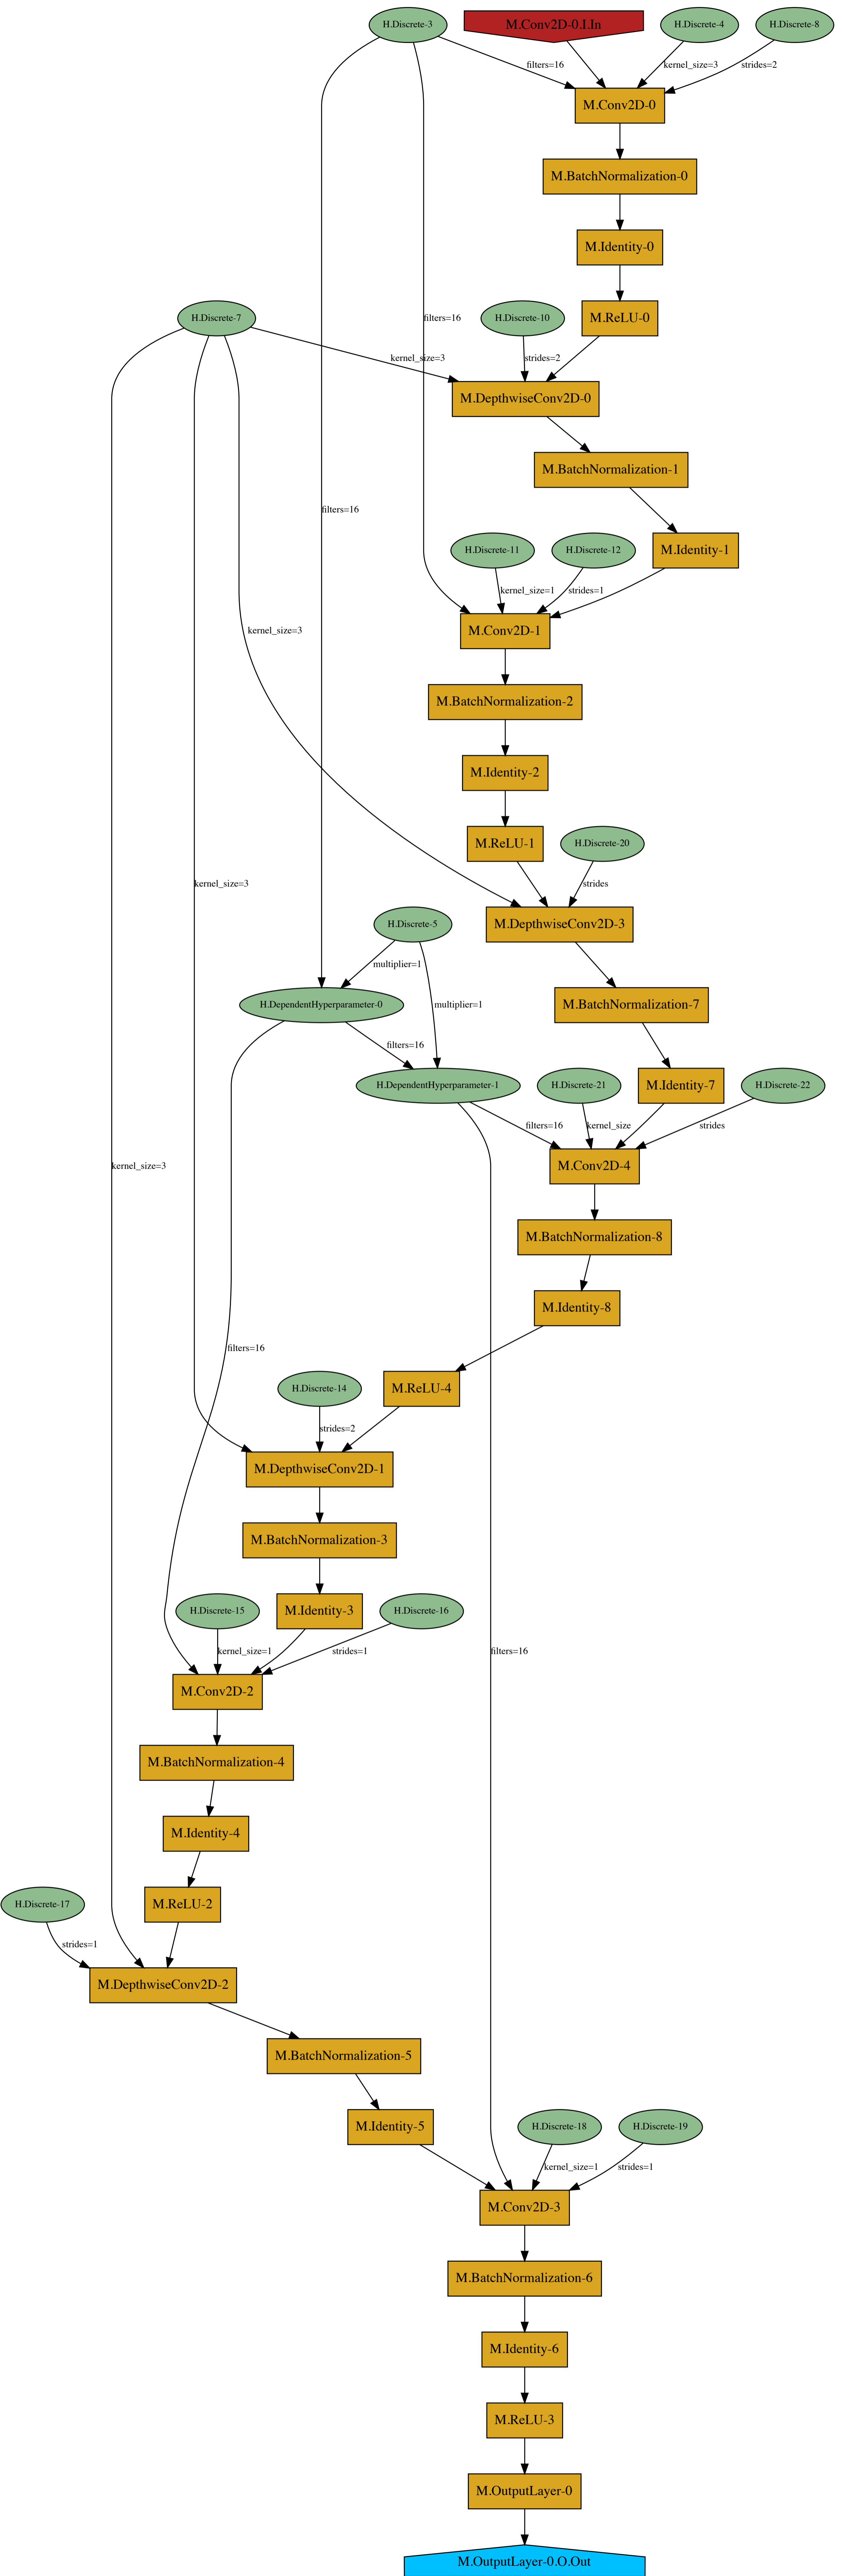 H.Discrete-3
M.Conv2D-0.I.In
H.Discrete-4
H.Discrete-8
filters=16
kernel_size=3
strides=2
M.Conv2D-0
M.BatchNormalization-0
M.Identity-0
H.Discrete-7
H.Discrete-10
M.ReLU-0
filters=16
kernel_size=3
strides=2
M.DepthwiseConv2D-0
M.BatchNormalization-1
filters=16
H.Discrete-11
H.Discrete-12
M.Identity-1
kernel_size=1
strides=1
kernel_size=3
M.Conv2D-1
M.BatchNormalization-2
M.Identity-2
M.ReLU-1
H.Discrete-20
kernel_size=3
strides
H.Discrete-5
M.DepthwiseConv2D-3
multiplier=1
H.DependentHyperparameter-0
multiplier=1
M.BatchNormalization-7
filters=16
H.DependentHyperparameter-1
H.Discrete-21
M.Identity-7
H.Discrete-22
filters=16
kernel_size
strides
kernel_size=3
M.Conv2D-4
M.BatchNormalization-8
M.Identity-8
filters=16
H.Discrete-14
M.ReLU-4
strides=2
M.DepthwiseConv2D-1
M.BatchNormalization-3
H.Discrete-15
M.Identity-3
H.Discrete-16
kernel_size=1
strides=1
filters=16
M.Conv2D-2
M.BatchNormalization-4
M.Identity-4
H.Discrete-17
M.ReLU-2
strides=1
M.DepthwiseConv2D-2
M.BatchNormalization-5
M.Identity-5
H.Discrete-18
H.Discrete-19
kernel_size=1
strides=1
M.Conv2D-3
M.BatchNormalization-6
M.Identity-6
M.ReLU-3
M.OutputLayer-0
M.OutputLayer-0.O.Out